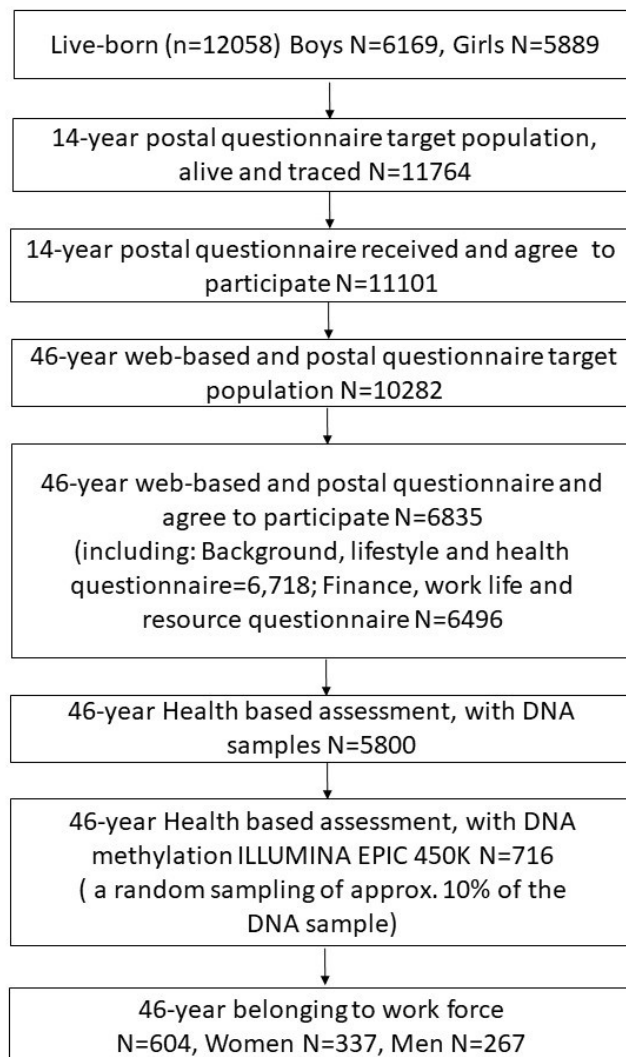 Live-born (n=12058) Boys N=6169, Girls N=5889
14-year postal questionnaire target population,
alive and traced N=11764
14-year postal questionnaire received and agree to
participate N=11101
46-year web-based and postal questionnaire target
population N=10282
46-year web-based and postal questionnaire and
agree to participate N=6835
(including: Background, lifestyle and health
questionnaire=6,718; Finance, work life and
resource questionnaire N=6496
46-year Health based assessment, with DNA
samples N=5800
46-year Health based assessment, with DNA
methylation ILLUMINA EPIC 450K N=716
( a random sampling of approx. 10% of the
DNA sample)
46-year belonging to work force
N=604, Women N=337, Men N=267